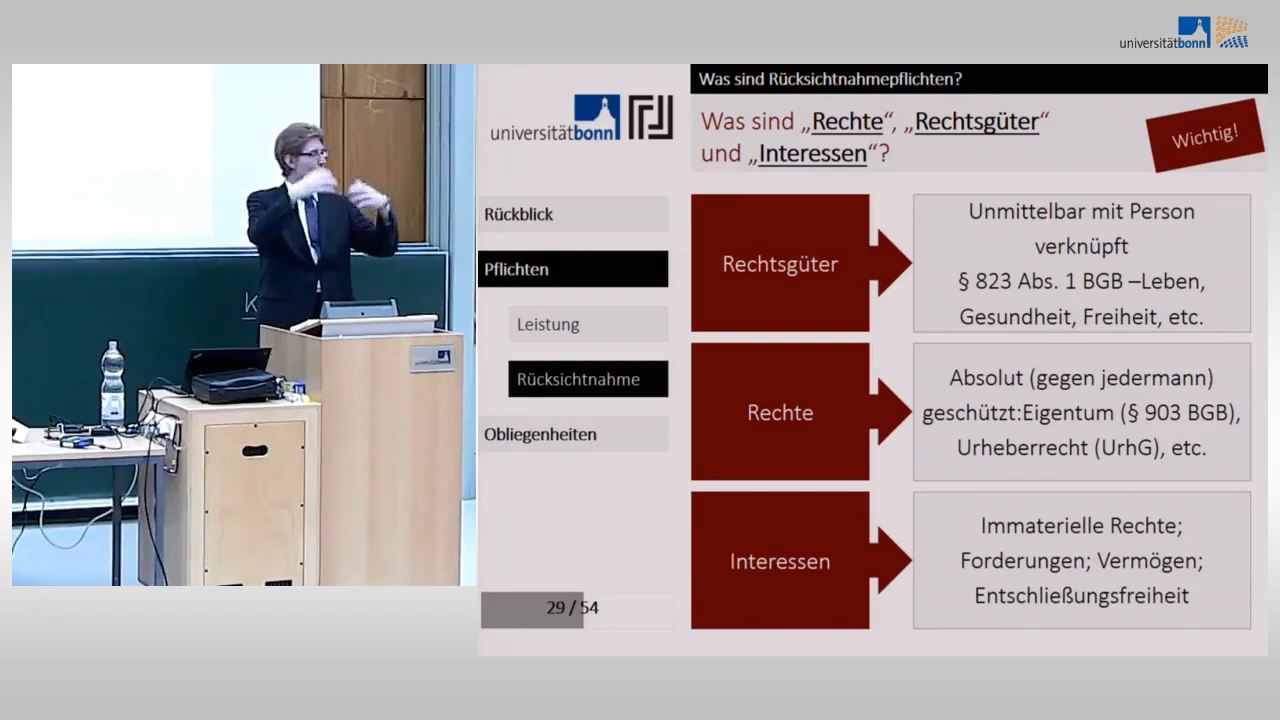 universitätbonn
Was sind Rücksichtnahmepflichten?
universitätbonn
Was sind „Rechte“, „Rechtsgüter“
und „Interessen“?
Wichtig!
Rückblick
Pflichten
Leistung
Rücksichtnahme
Obliegenheiten
29 / 54
Rechtsgüter
Unmittelbar mit Person
verknüpft
§ 823 Abs. 1 BGB –Leben,
Gesundheit, Freiheit, etc.
Rechte
Absolut (gegen jedermann)
geschützt:Eigentum (§ 903 BGB),
Urheberrecht (UrhG), etc.
Interessen
Immaterielle Rechte;
Forderungen; Vermögen;
Entschließungsfreiheit
K